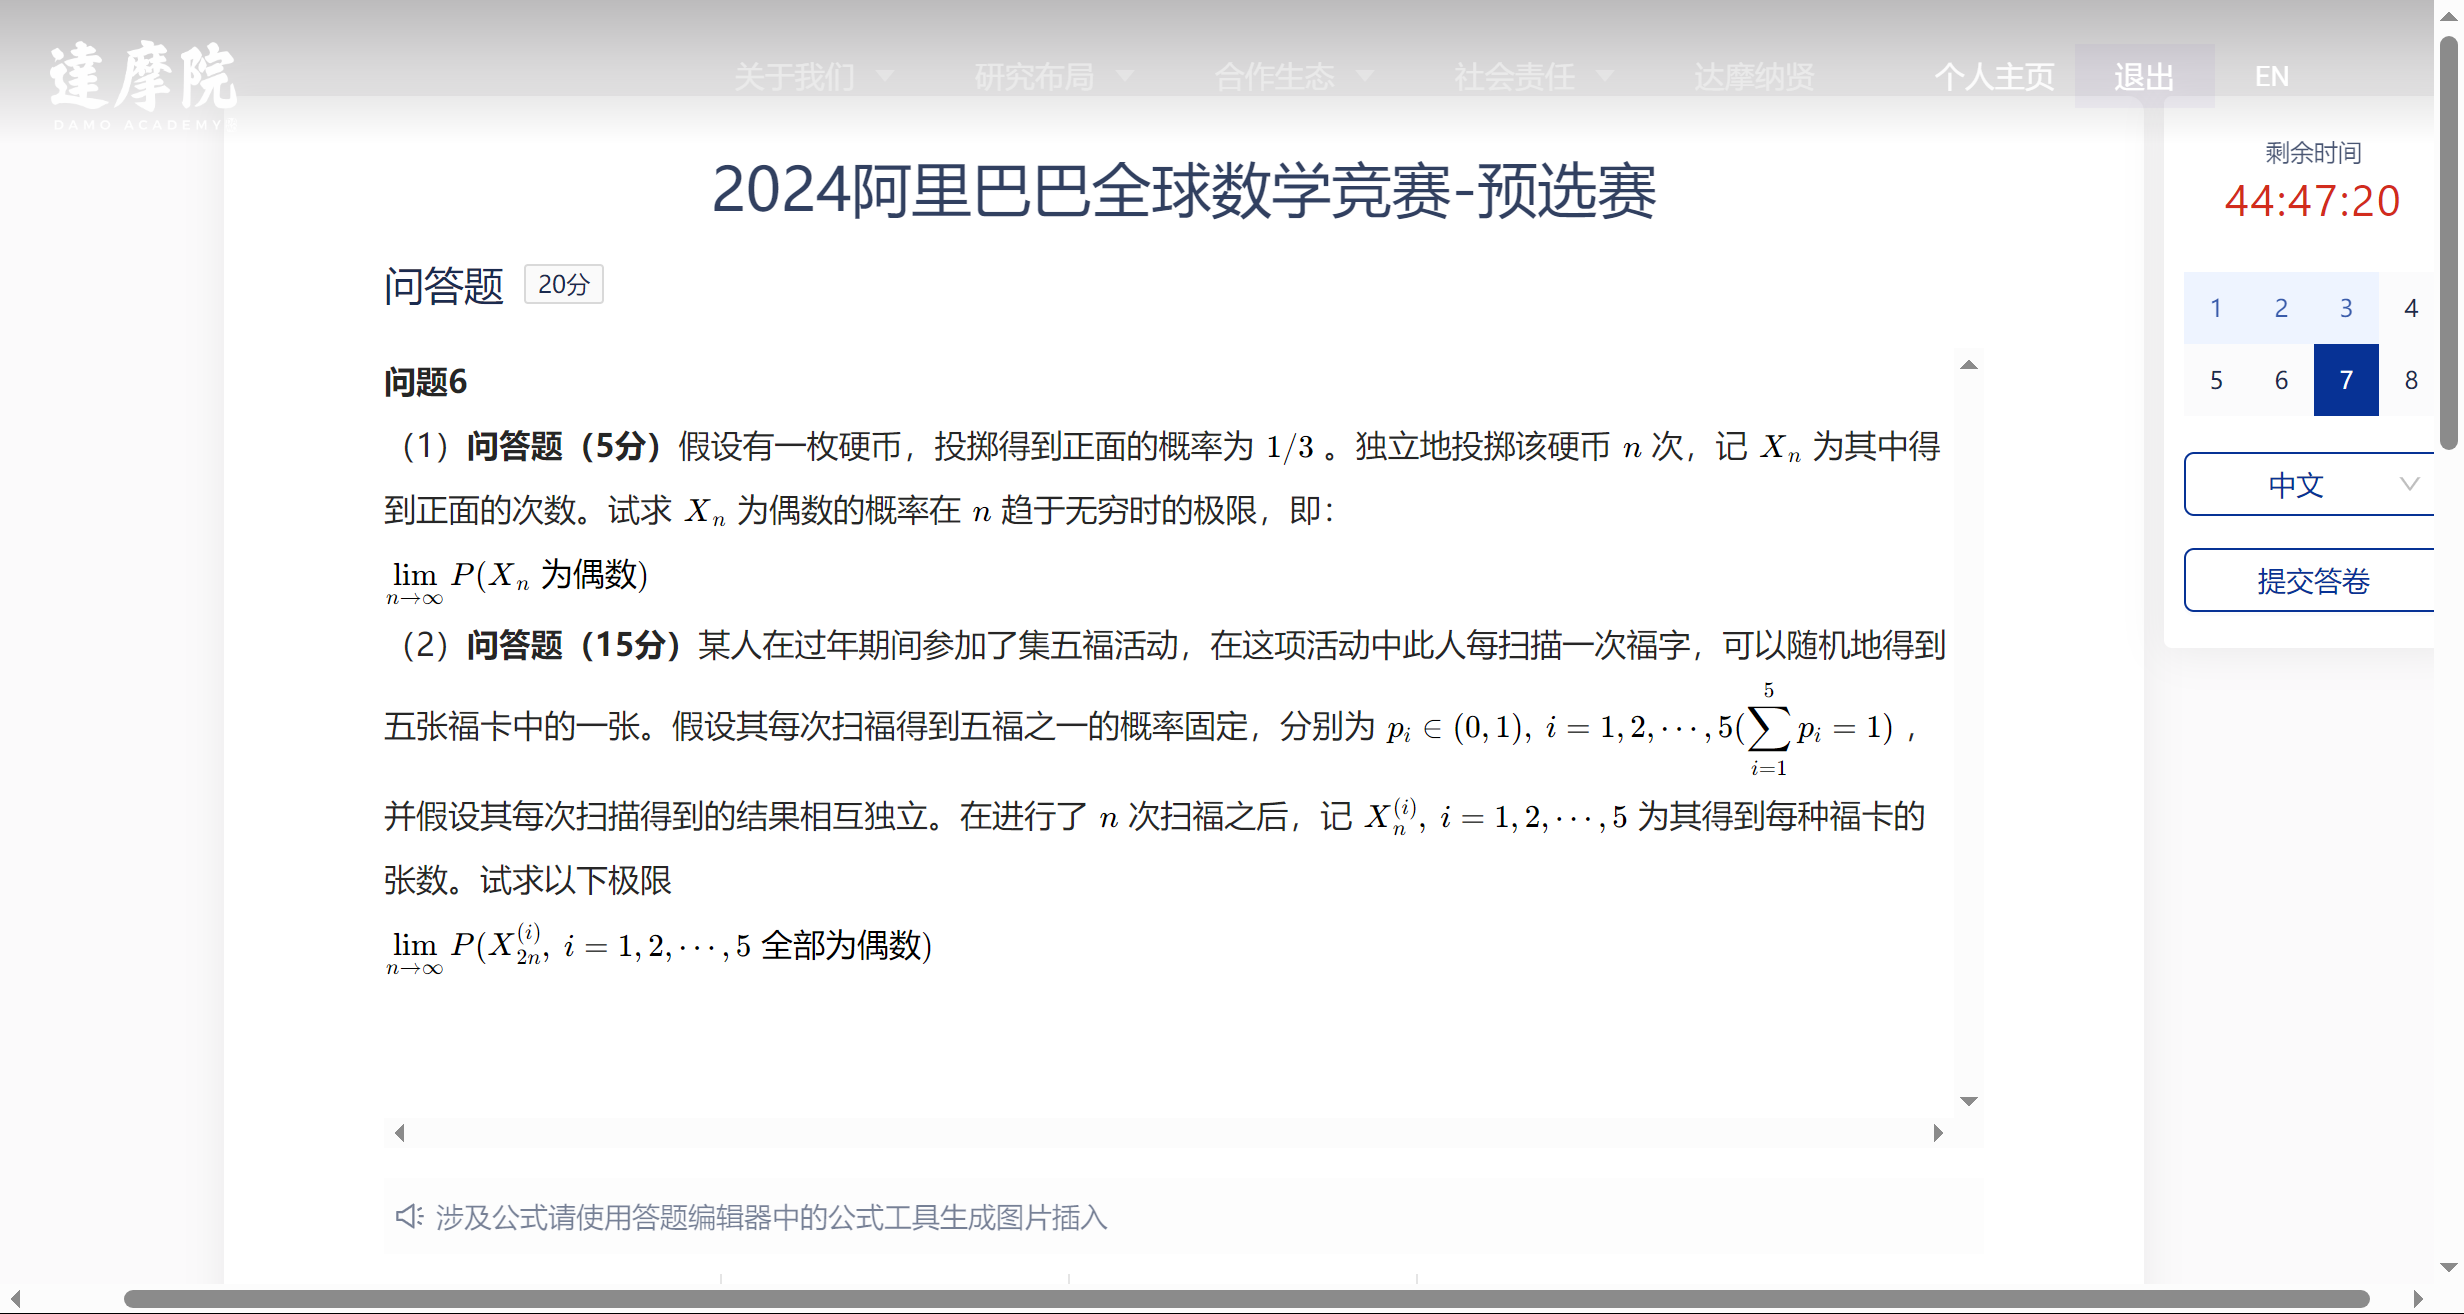 達摩院
DAMO ACADEMY
关于我们 研究布局 合作生态 社会责任 达摩纳贤 个人主页 退出 EN
2024阿里巴巴全球数学竞赛-预选赛
剩余时间
44:47:20
1 2 3 4
5 6 7 8
中文
提交答卷
问答题 20分
问题6
（1）问答题（5分）假设有一枚硬币，投掷得到正面的概率为 1/3 。独立地投掷该硬币 n 次，记 X_n 为其中得
到正面的次数。试求 X_n 为偶数的概率在 n 趋于无穷时的极限，即：
lim_{n→∞} P(X_n 为偶数)
（2）问答题（15分）某人在过年期间参加了集五福活动，在这项活动中此人每扫描一次福字，可以随机地得到
五张福卡中的一张。假设其每次扫福得到五福之一的概率固定，分别为 p_i ∈ (0, 1), i = 1, 2, ⋯ , 5(∑_{i=1}^{5} p_i = 1) ，
并假设其每次扫描得到的结果相互独立。在进行了 n 次扫福之后，记 X_n^{(i)}, i = 1, 2, ⋯ , 5 为其得到每种福卡的
张数。试求以下极限
lim_{n→∞} P(X_{2n}^{(i)}, i = 1, 2, ⋯ , 5 全部为偶数)
涉及公式请使用答题编辑器中的公式工具生成图片插入